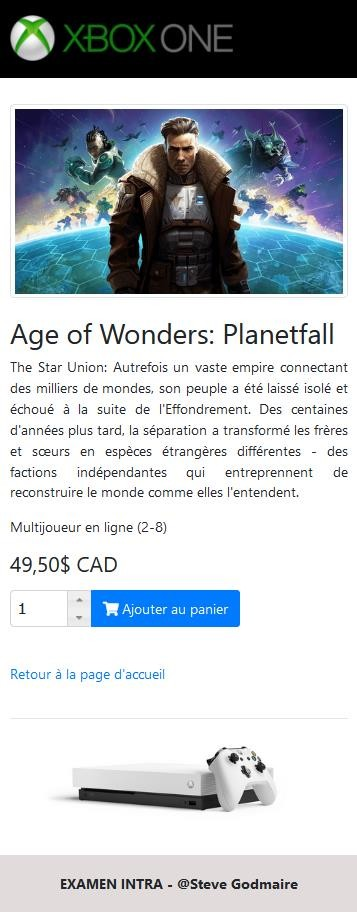 XBOX ONE
Age of Wonders: Planetfall
The Star Union: Autrefois un vaste empire connectant
des milliers de mondes, son peuple a été laissé isolé et
échoué à la suite de l'Effondrement. Des centaines
d'années plus tard, la séparation a transformé les frères
et sœurs en espèces étrangères différentes - des
factions indépendantes qui entreprennent de
reconstruire le monde comme elles l'entendent.
Multijoueur en ligne (2-8)
49,50$ CAD
1 Ajouter au panier
Retour à la page d'accueil
EXAMEN INTRA - @Steve Godmaire